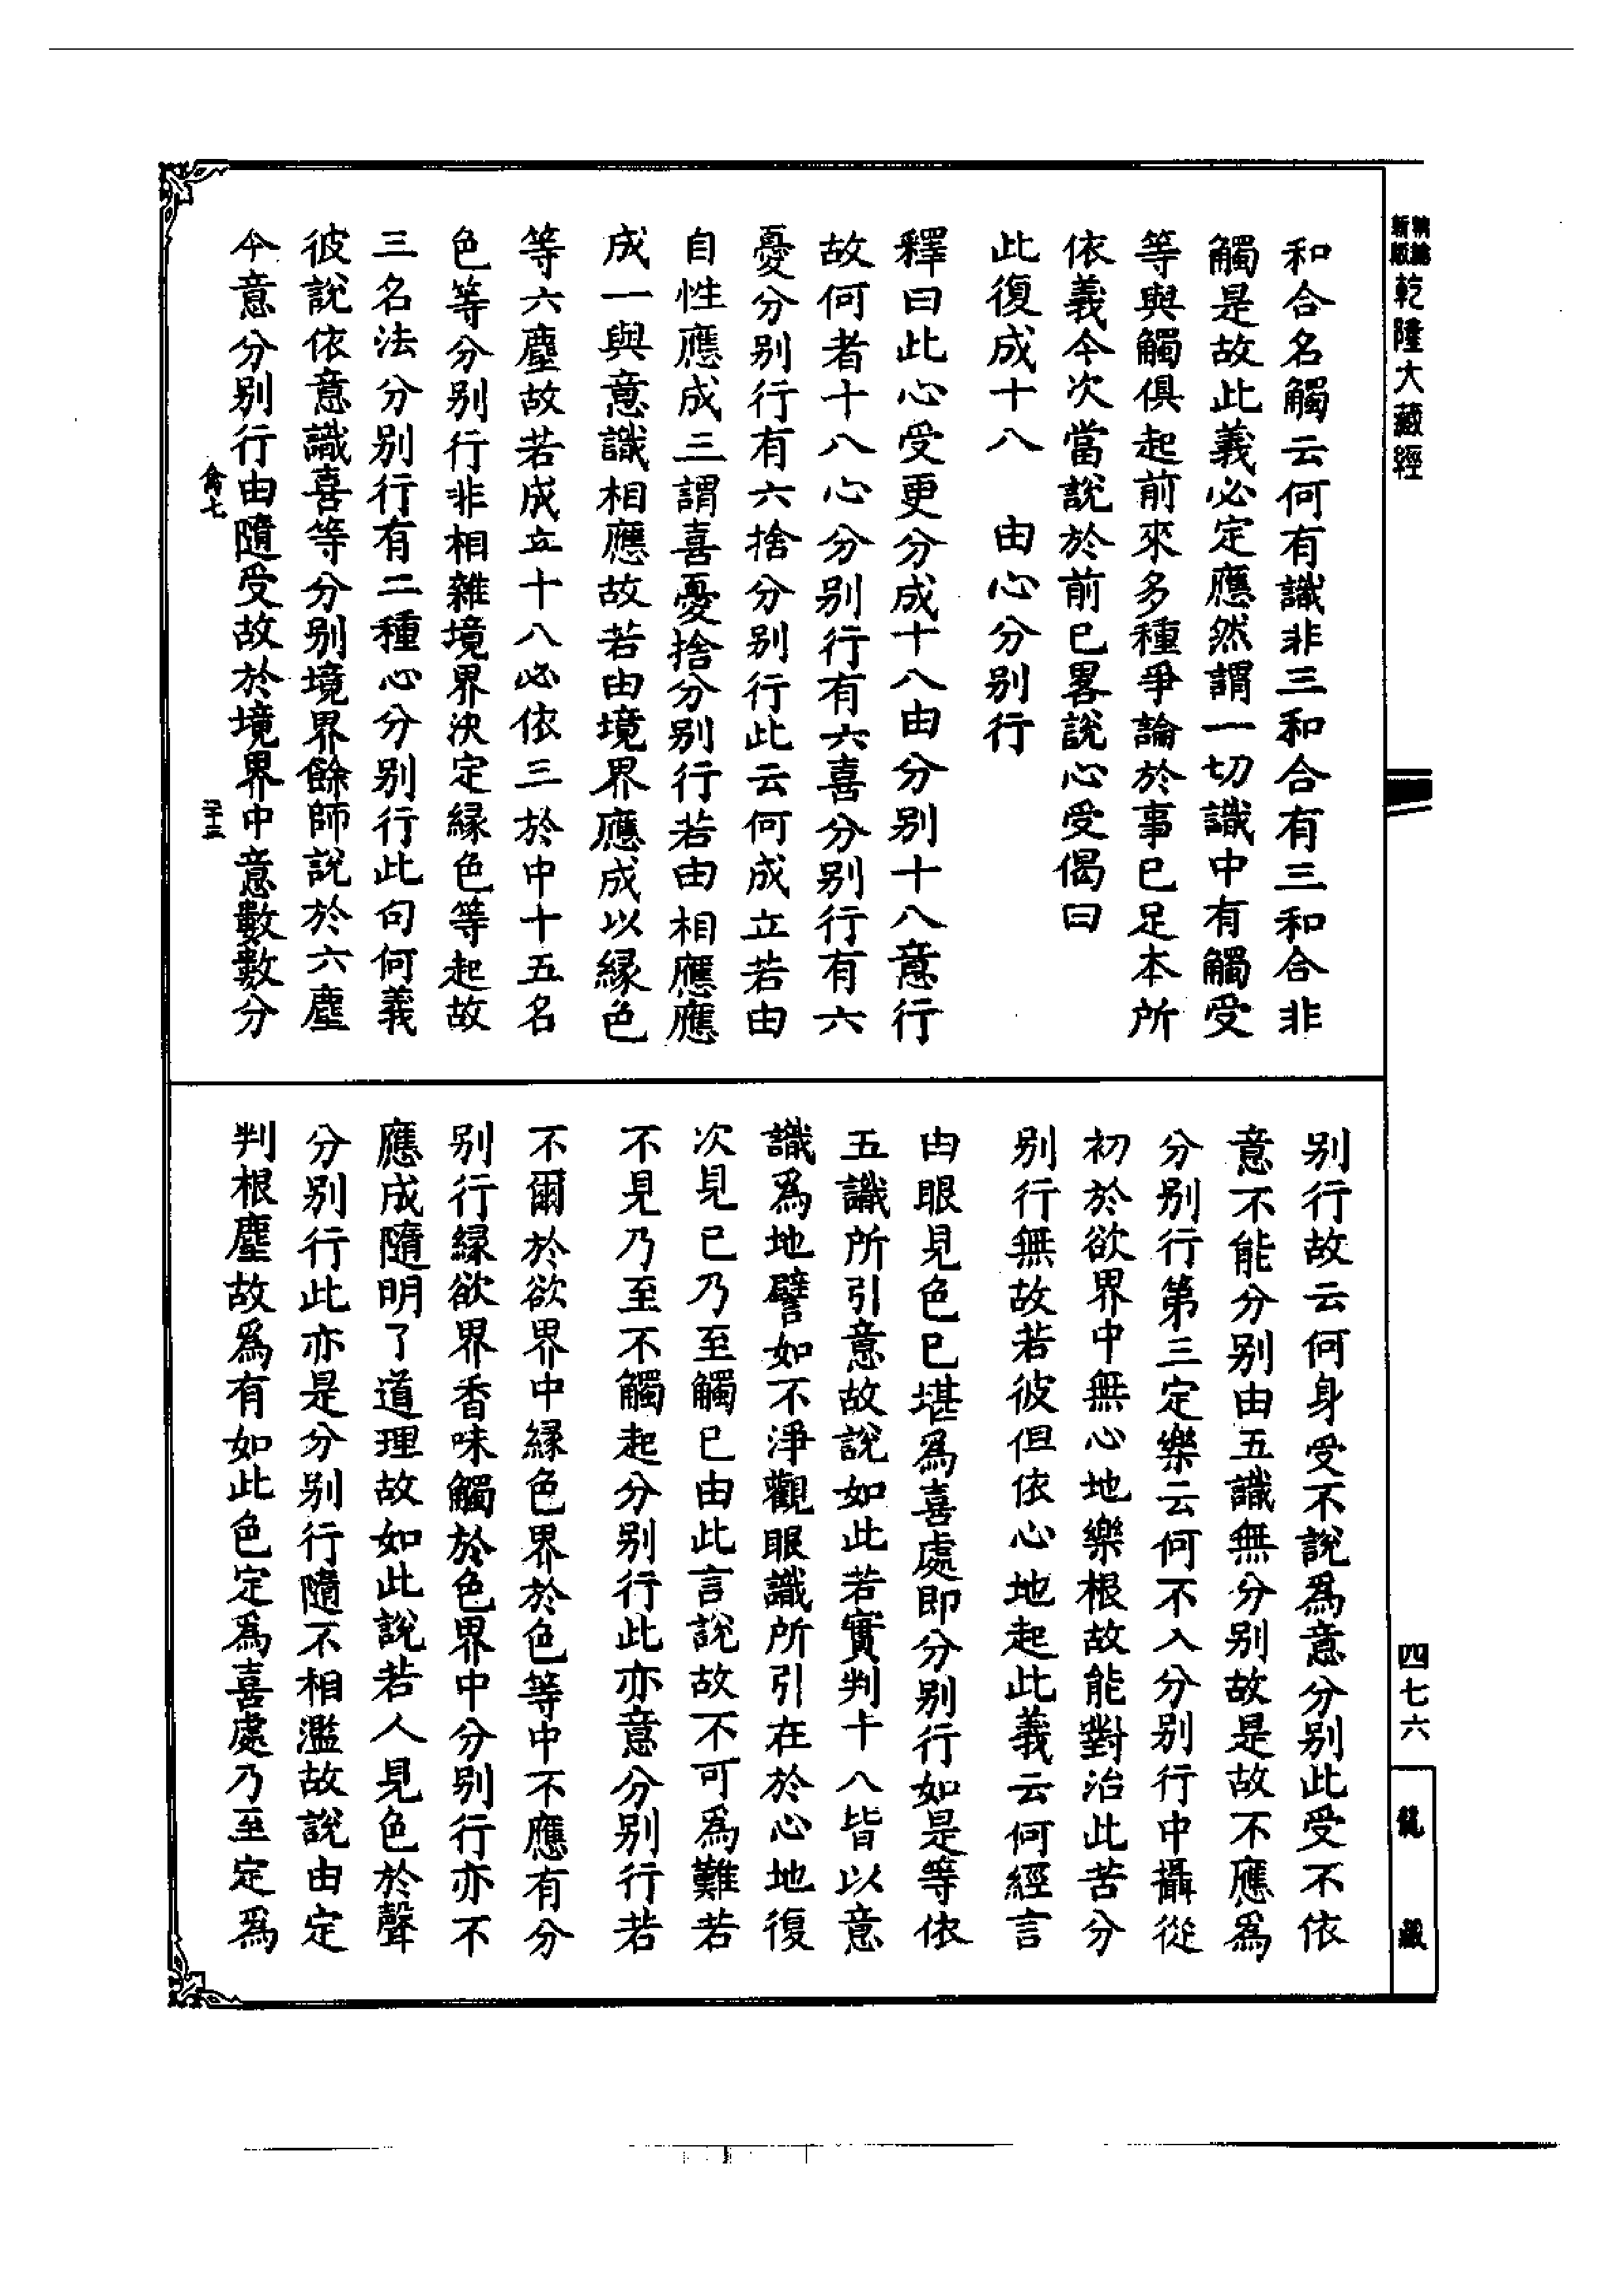 乾隆大藏經
和合名觸云何有識非三和合有三和合非
觸是故此義必定應然謂一切識中有觸受
等與觸俱起前來多種爭論於事已足本所
依義今次當說於前已畧說心受偈曰
此復成十八　由心分別行
釋曰此心受更分成十八由分別十八意行
故何者十八心分別行有六喜分別行有六
憂分別行有六捨分別行此云何成立若由
自性應成三謂喜憂捨分別行若由相應應
成一與意識相應故若由境界應成以緣色
等六塵故若成立十八必依三於中十五名
色等分別行非相雜境界決定緣色等起故
三名法分別行有二種心分別行此句何義
彼說依意識喜等分別境界餘師說於六塵
今意分別行由隨受故於境界中意數數分
禽七
二十三
別行故云何身受不說爲意分別此受不依
意不能分別由五識無分別故是故不應爲
分別行第三定樂云何不入分別行中攝從
初於欲界中無心地樂根故能對治此苦分
別行無故若彼但依心地起此義云何經言
由眼見色已堪爲喜處即分別行如是等依
五識所引意故說如此若實判十八皆以意
識爲地譬如不淨觀眼識所引在於心地復
次見已乃至觸已由此言說故不可爲難若
不見乃至不觸起分別行此亦意分別行若
不爾於欲界中緣色界於色等中不應有分
別行緣欲界香味觸於色界中分別行亦不
應成隨明了道理故如此說若人見色於聲
分別行此亦是分別行隨不相濫故說由定
判根塵故爲有如此色定爲喜處乃至定爲
四七六